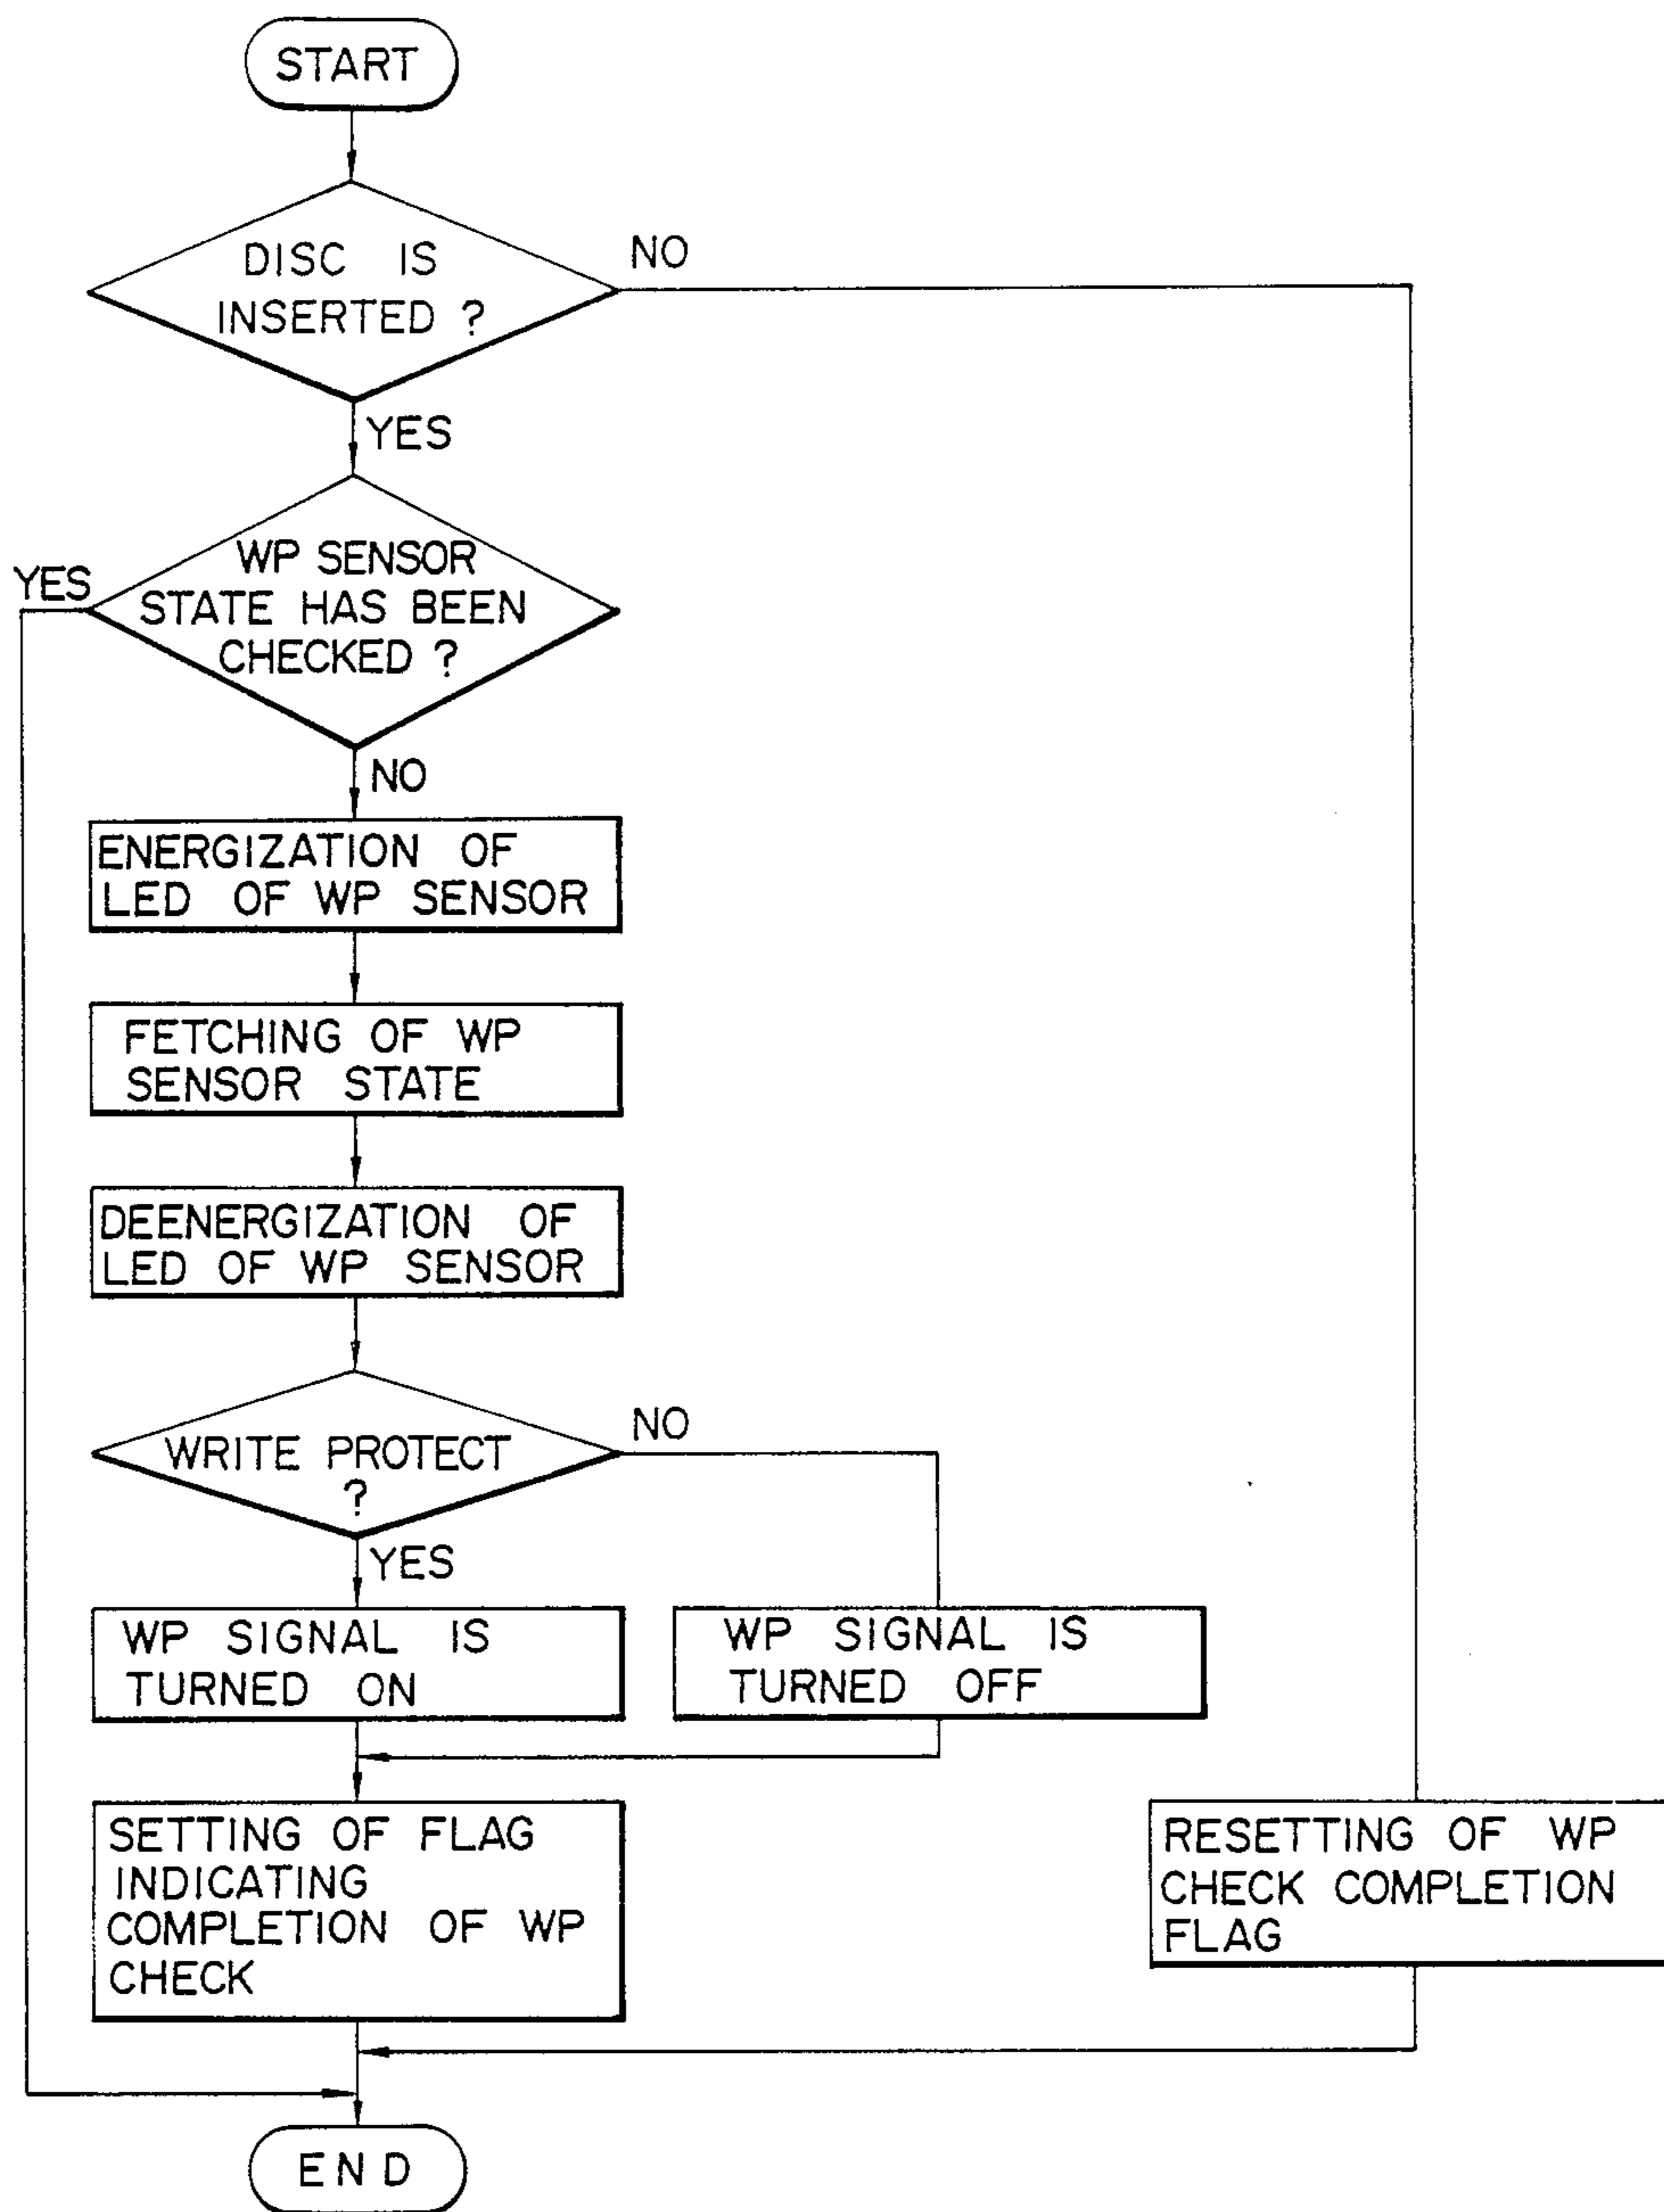 START
DISC IS
INSERTED ?
NO
YES
WP SENSOR
STATE HAS BEEN
CHECKED ?
YES
NO
ENERGIZATION OF
LED OF WP SENSOR
FETCHING OF WP
SENSOR STATE
DEENERGIZATION OF
LED OF WP SENSOR
WRITE PROTECT
?
NO
YES
WP SIGNAL IS
TURNED ON
WP SIGNAL IS
TURNED OFF
SETTING OF FLAG
INDICATING
COMPLETION OF WP
CHECK
RESETTING OF WP
CHECK COMPLETION
FLAG
END